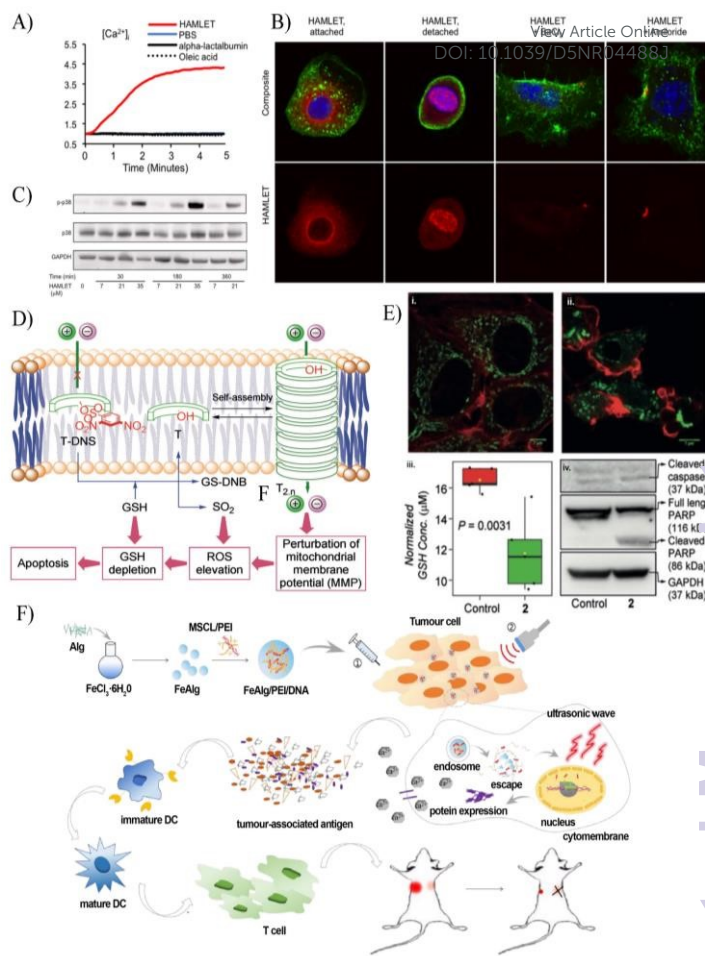 A)
[Ca²⁺]ᵢ
HAMLET
PBS
alpha-lactalbumin
Oleic acid
5.5
4.5
3.5
2.5
1.5
0.5
0 1 2 3 4 5
Time (Minutes)
B)
HAMLET, attached
HAMLET, detached
HAMLET
HAMLET
View Article Online
DOI: 10.1039/D5NR04488J
Composite
HAMLET
C)
p-p38
p38
GAPDH
Time (min) 30 180 360
HAMLET (µM) 0 7 21 35 7 21 35 7 21
D)
+ − + −
OH
Self-assembly
O₂S
O
O₂N
NO₂
OH
T-DNS
T
T₂.ₙ
GS-DNB
F
GSH
SO₂
+ −
Apoptosis
GSH depletion
ROS elevation
Perturbation of mitochondrial membrane potential (MMP)
E)
i.
ii.
iii.
Normalized GSH Conc. (µM)
16
14
12
10
P = 0.0031
Control 2
iv.
Cleaved
caspase
(37 kDa)
Full leng
PARP
(116 kD
Cleaved
PARP
(86 kDa)
GAPDH
(37 kDa)
Control 2
F)
Alg
FeCl₃·6H₂0
MSCL/PEI
FeAlg
FeAlg/PEI/DNA
①
Tumour cell
②
ultrasonic wave
endosome
escape
potein expression
nucleus
cytomembrane
immature DC
tumour-associated antigen
mature DC
T cell